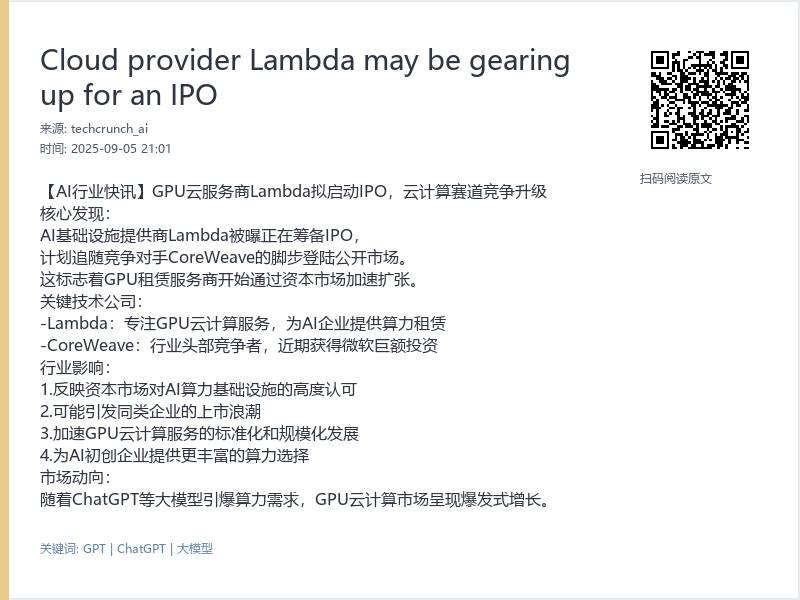 Cloud provider Lambda may be gearing
up for an IPO
来源: techcrunch_ai
时间: 2025-09-05 21:01
扫码阅读原文
【AI行业快讯】GPU云服务商Lambda拟启动IPO，云计算赛道竞争升级
核心发现：
AI基础设施提供商Lambda被曝正在筹备IPO，
计划追随竞争对手CoreWeave的脚步登陆公开市场。
这标志着GPU租赁服务商开始通过资本市场加速扩张。
关键技术公司：
-Lambda：专注GPU云计算服务，为AI企业提供算力租赁
-CoreWeave：行业头部竞争者，近期获得微软巨额投资
行业影响：
1.反映资本市场对AI算力基础设施的高度认可
2.可能引发同类企业的上市浪潮
3.加速GPU云计算服务的标准化和规模化发展
4.为AI初创企业提供更丰富的算力选择
市场动向：
随着ChatGPT等大模型引爆算力需求，GPU云计算市场呈现爆发式增长。
关键词: GPT | ChatGPT | 大模型